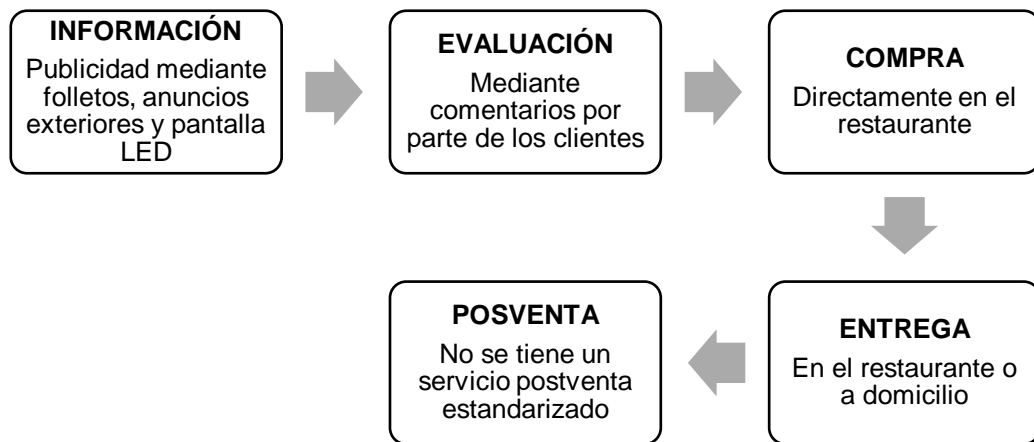 INFORMACIÓN
Publicidad mediante
folletos, anuncios
exteriores y pantalla
LED
EVALUACIÓN
Mediante
comentarios por
parte de los clientes
COMPRA
Directamente en el
restaurante
ENTREGA
En el restaurante o
a domicilio
POSVENTA
No se tiene un
servicio postventa
estandarizado